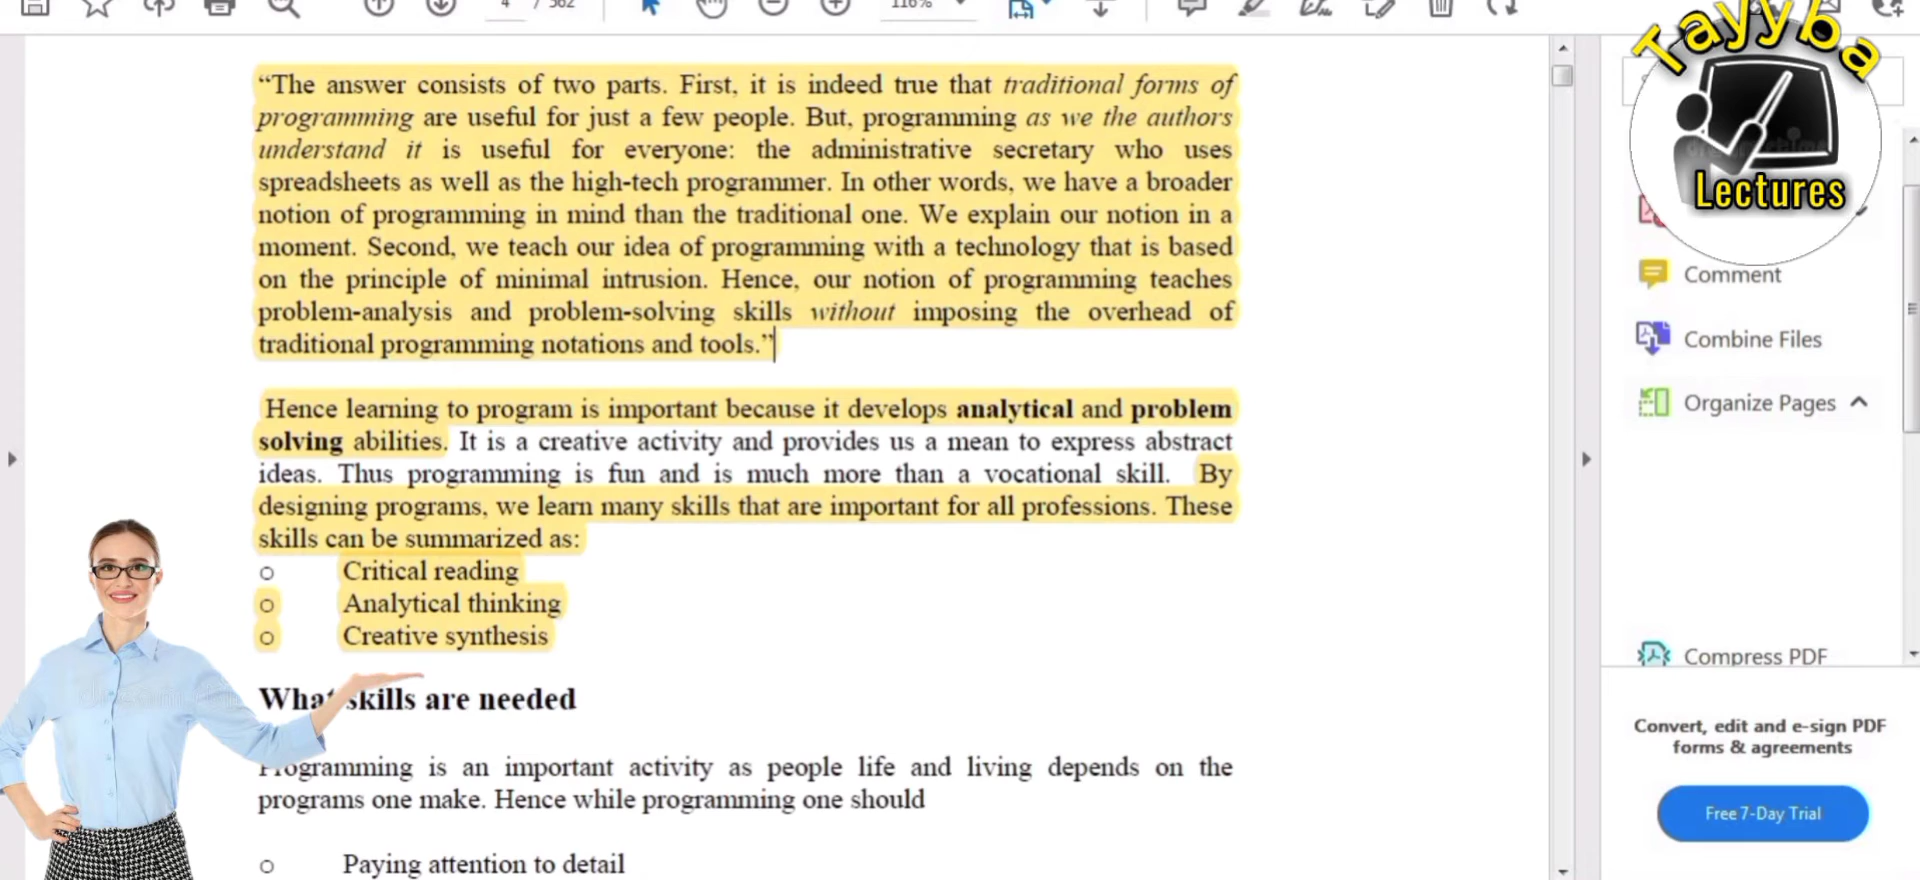 4 / 562
116%
“The answer consists of two parts. First, it is indeed true that traditional forms of
programming are useful for just a few people. But, programming as we the authors
understand it is useful for everyone: the administrative secretary who uses
spreadsheets as well as the high-tech programmer. In other words, we have a broader
notion of programming in mind than the traditional one. We explain our notion in a
moment. Second, we teach our idea of programming with a technology that is based
on the principle of minimal intrusion. Hence, our notion of programming teaches
problem-analysis and problem-solving skills without imposing the overhead of
traditional programming notations and tools.”
Hence learning to program is important because it develops analytical and problem
solving abilities. It is a creative activity and provides us a mean to express abstract
ideas. Thus programming is fun and is much more than a vocational skill. By
designing programs, we learn many skills that are important for all professions. These
skills can be summarized as:
o Critical reading
o Analytical thinking
o Creative synthesis
What skills are needed
Programming is an important activity as people life and living depends on the
programs one make. Hence while programming one should
o Paying attention to detail
Tayyba
Lectures
Comment
Combine Files
Organize Pages
Compress PDF
Convert, edit and e-sign PDF
forms & agreements
Free 7-Day Trial